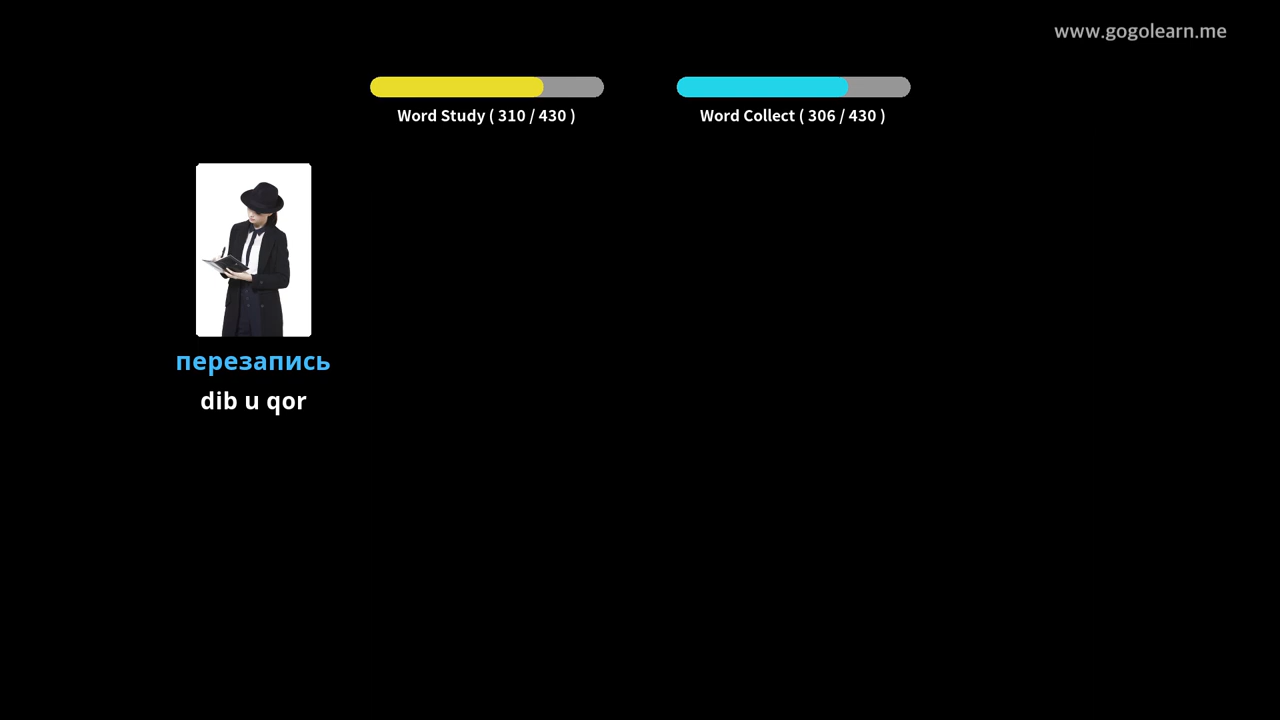 www.gogolearn.me
Word Study ( 310 / 430 )
Word Collect ( 306 / 430 )
перезапись
dib u qor